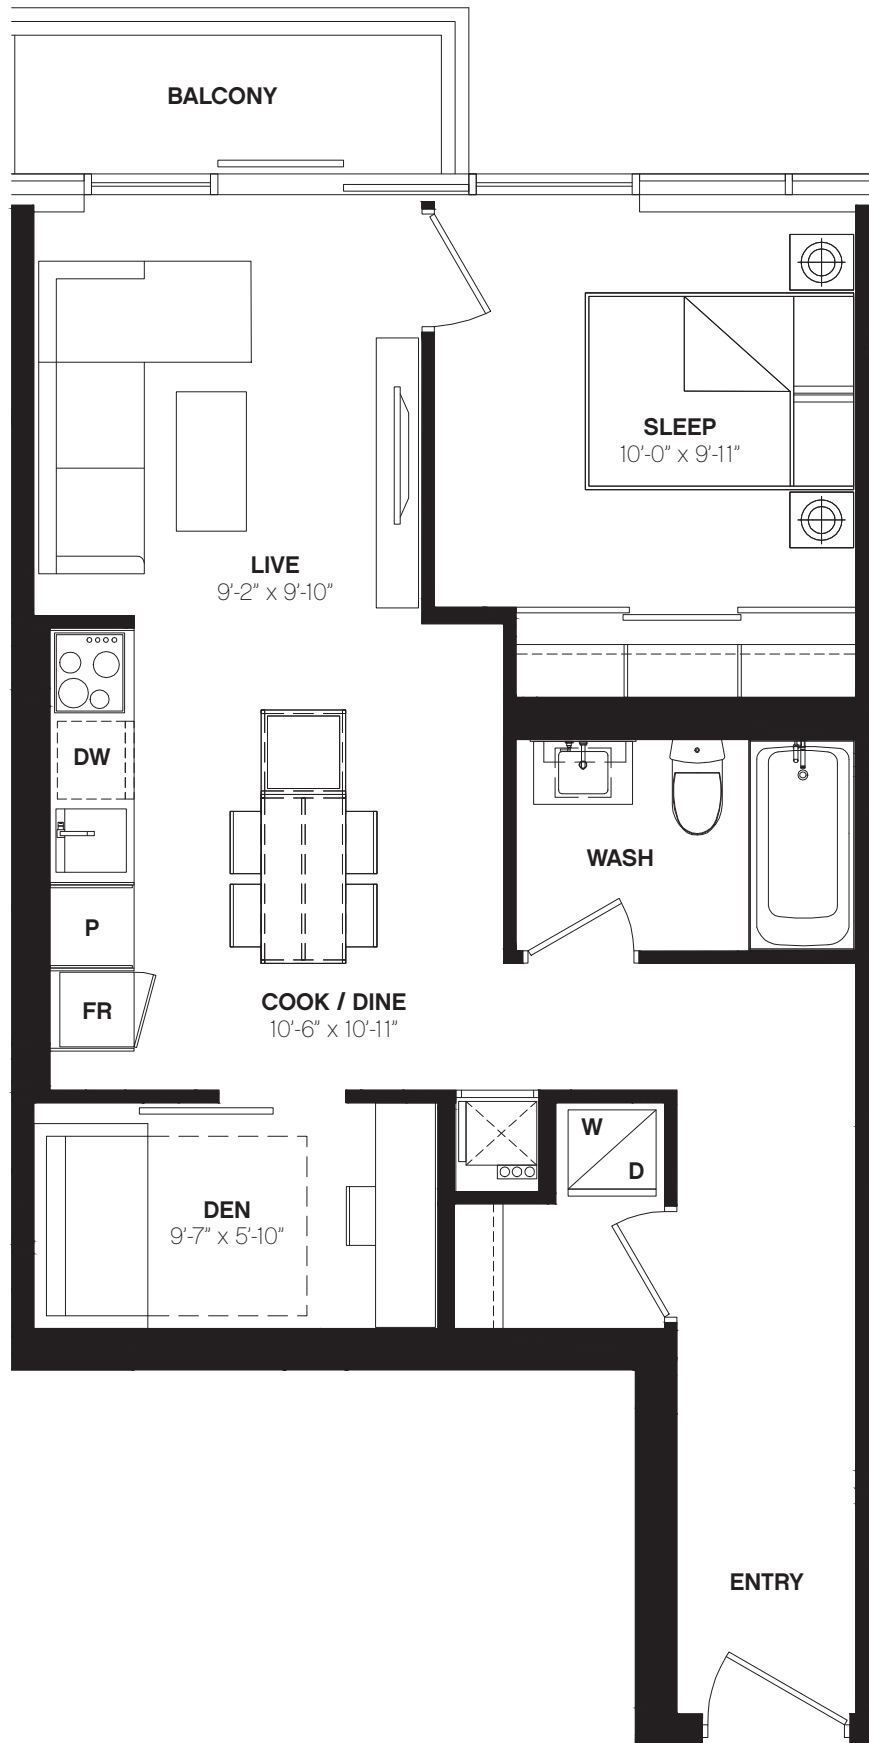 BALCONY
SLEEP
10'-0" x 9'-11"
LIVE
9'-2" x 9'-10"
DW
WASH
P
FR
COOK / DINE
10'-6" x 10'-11"
W
D
DEN
9'-7" x 5'-10"
ENTRY